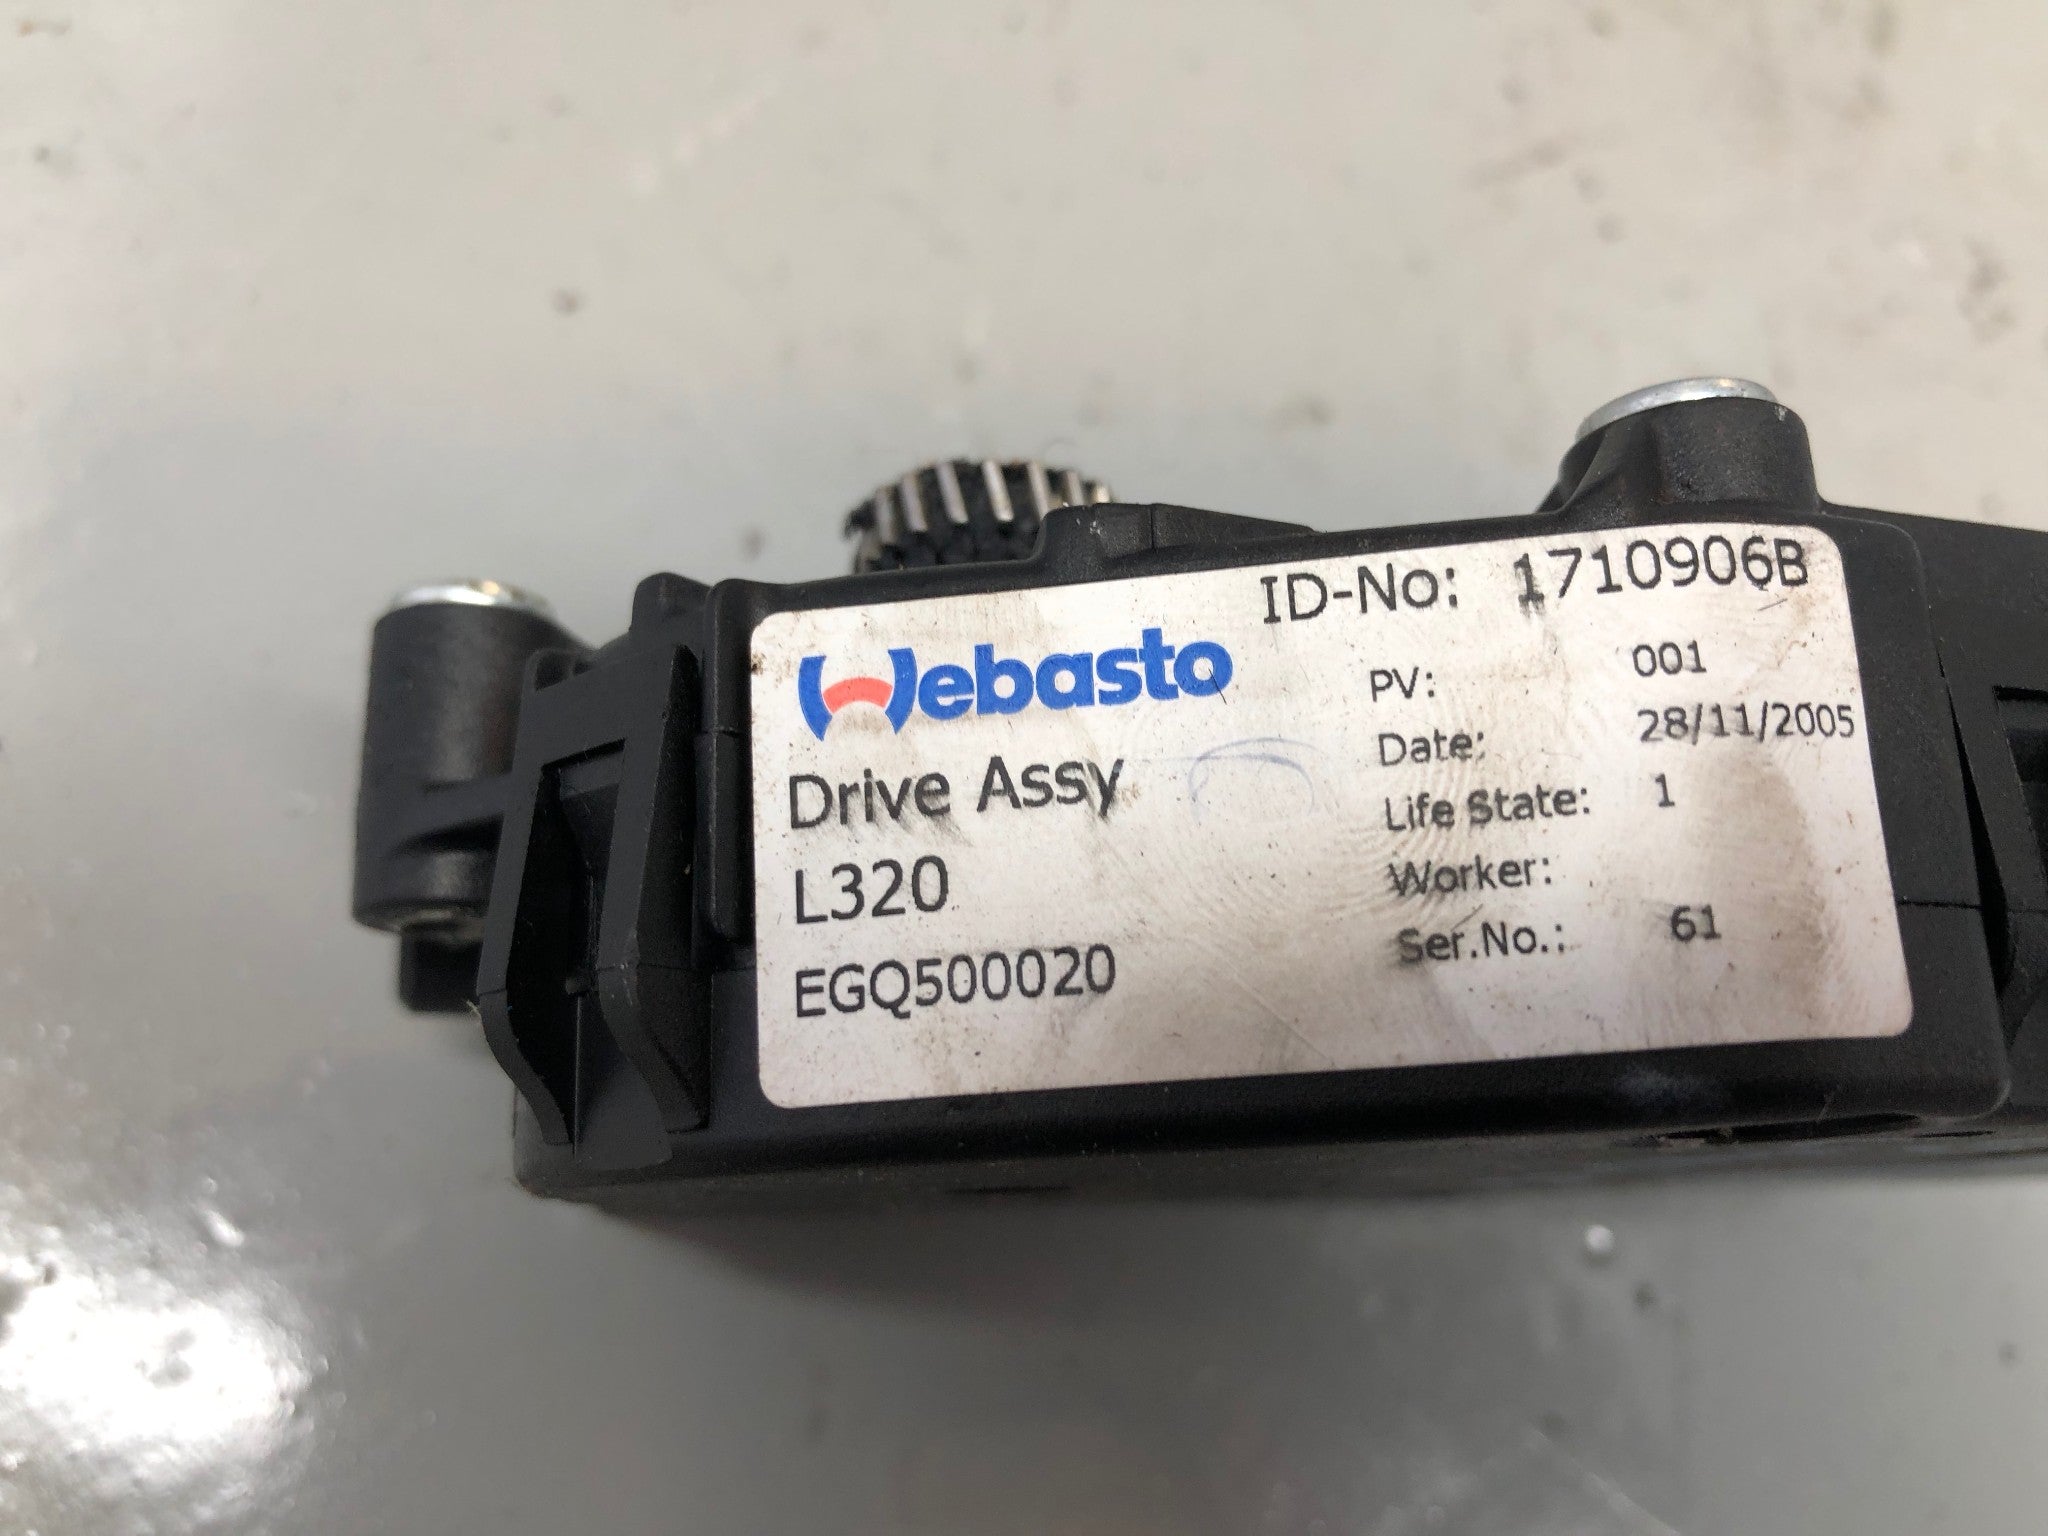 Webasto
Drive Assy
L320
EGQ500020
ID-No: 1710906B
PV: 001
Date: 28/11/2005
Life State: 1
Worker:
Ser.No.: 61